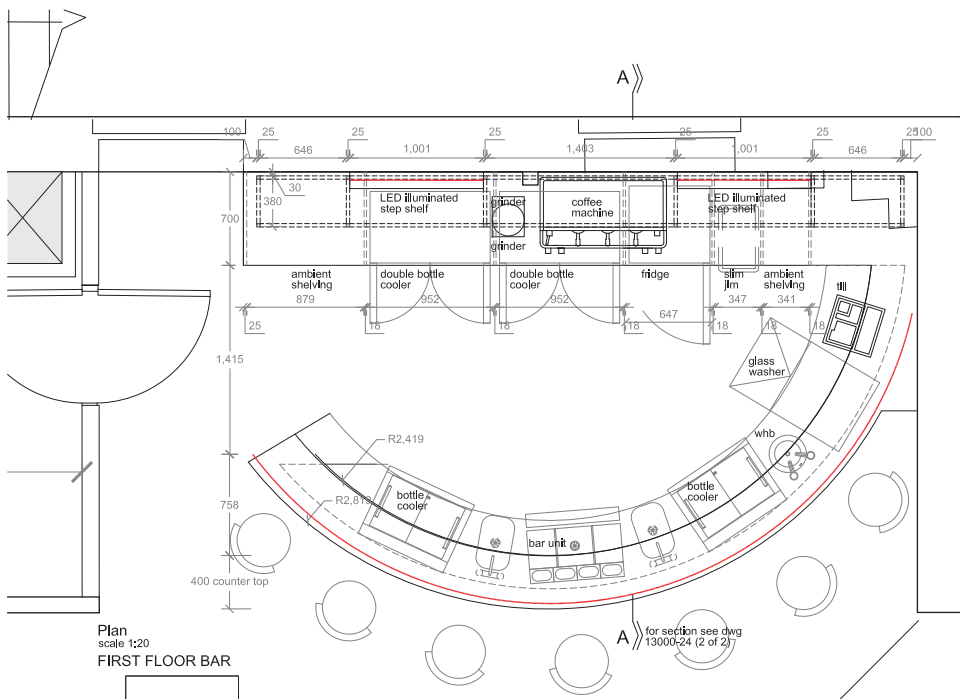 A
100 25 25 25 25 25 25 100
646 1,001 1,403 1,001 646
30
380
700
LED illuminated
step shelf
grinder
grinder
coffee
machine
LED illuminated
step shelf
ambient
shelving
double bottle
cooler
double bottle
cooler
fridge
slim
jim
ambient
shelving
till
879 952 952 347 341
647
25 18 18 18 18 18 18
1,415
glass
washer
R2,419
whb
758
R2,813
bottle
cooler
bottle
cooler
bar unit
400 counter top
A
for section see dwg
13000-24 (2 of 2)
Plan
scale 1:20
FIRST FLOOR BAR